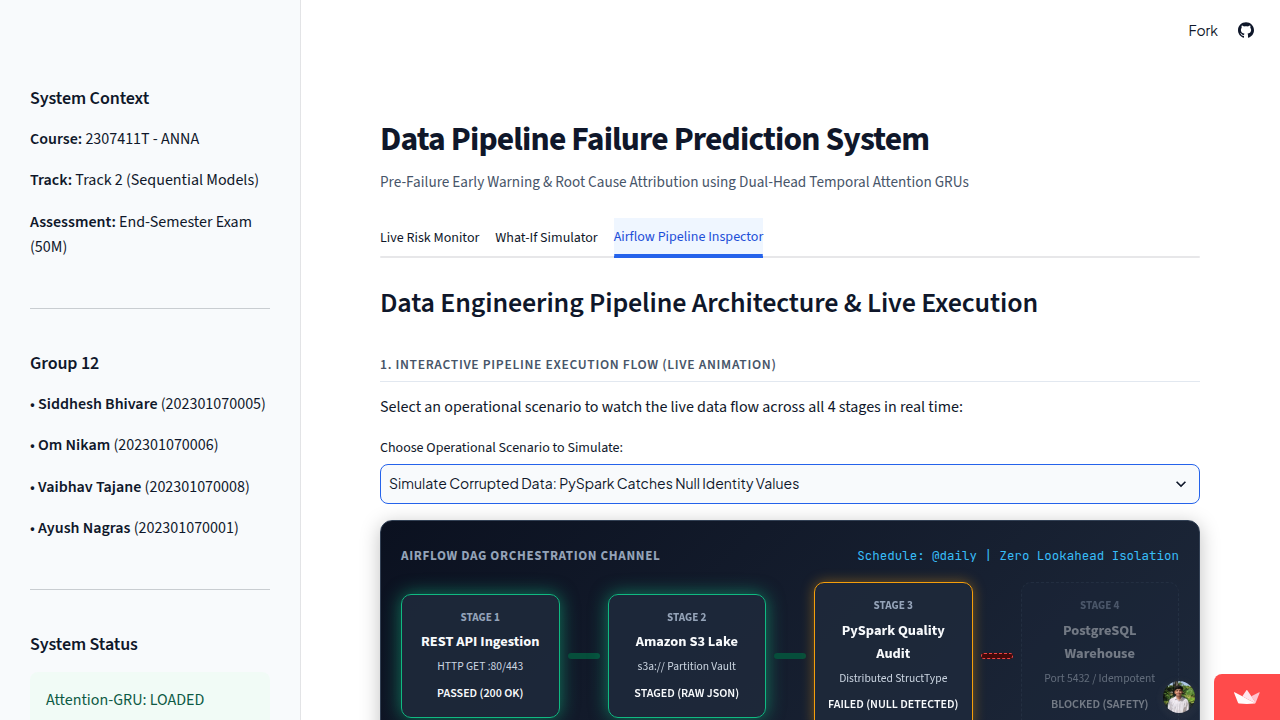 Fork
System Context
Course: 2307411T - ANNA
Track: Track 2 (Sequential Models)
Assessment: End-Semester Exam
(50M)
Group 12
• Siddhesh Bhivare (202301070005)
• Om Nikam (202301070006)
• Vaibhav Tajane (202301070008)
• Ayush Nagras (202301070001)
System Status
Attention-GRU: LOADED
Data Pipeline Failure Prediction System
Pre-Failure Early Warning & Root Cause Attribution using Dual-Head Temporal Attention GRUs
Live Risk Monitor What-If Simulator Airflow Pipeline Inspector
Data Engineering Pipeline Architecture & Live Execution
1. INTERACTIVE PIPELINE EXECUTION FLOW (LIVE ANIMATION)
Select an operational scenario to watch the live data flow across all 4 stages in real time:
Choose Operational Scenario to Simulate:
Simulate Corrupted Data: PySpark Catches Null Identity Values
AIRFLOW DAG ORCHESTRATION CHANNEL
Schedule: @daily | Zero Lookahead Isolation
STAGE 1
REST API Ingestion
HTTP GET :80/443
PASSED (200 OK)
STAGE 2
Amazon S3 Lake
s3a:// Partition Vault
STAGED (RAW JSON)
STAGE 3
PySpark Quality
Audit
Distributed StructType
FAILED (NULL DETECTED)
STAGE 4
PostgreSQL
Warehouse
Port 5432 / Idempotent
BLOCKED (SAFETY)